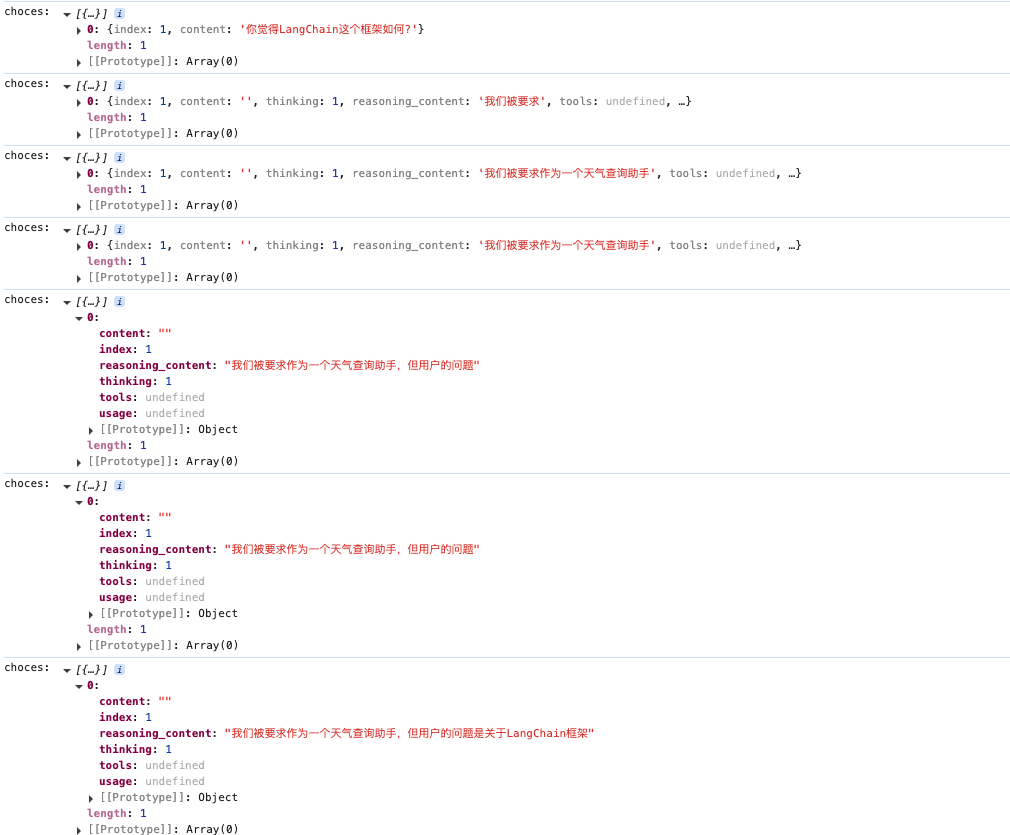 choces: ▼ [{…}] i
▶ 0: {index: 1, content: '你觉得LangChain这个框架如何?'}
length: 1
▶ [[Prototype]]: Array(0)
choces: ▼ [{…}] i
▶ 0: {index: 1, content: '', thinking: 1, reasoning_content: '我们被要求', tools: undefined, …}
length: 1
▶ [[Prototype]]: Array(0)
choces: ▼ [{…}] i
▶ 0: {index: 1, content: '', thinking: 1, reasoning_content: '我们被要求作为一个天气查询助手', tools: undefined, …}
length: 1
▶ [[Prototype]]: Array(0)
choces: ▼ [{…}] i
▶ 0: {index: 1, content: '', thinking: 1, reasoning_content: '我们被要求作为一个天气查询助手', tools: undefined, …}
length: 1
▶ [[Prototype]]: Array(0)
choces: ▼ [{…}] i
▼ 0:
content: ""
index: 1
reasoning_content: "我们被要求作为一个天气查询助手，但用户的问题"
thinking: 1
tools: undefined
usage: undefined
▶ [[Prototype]]: Object
length: 1
▶ [[Prototype]]: Array(0)
choces: ▼ [{…}] i
▼ 0:
content: ""
index: 1
reasoning_content: "我们被要求作为一个天气查询助手，但用户的问题"
thinking: 1
tools: undefined
usage: undefined
▶ [[Prototype]]: Object
length: 1
▶ [[Prototype]]: Array(0)
choces: ▼ [{…}] i
▼ 0:
content: ""
index: 1
reasoning_content: "我们被要求作为一个天气查询助手，但用户的问题是关于LangChain框架"
thinking: 1
tools: undefined
usage: undefined
▶ [[Prototype]]: Object
length: 1
▶ [[Prototype]]: Array(0)